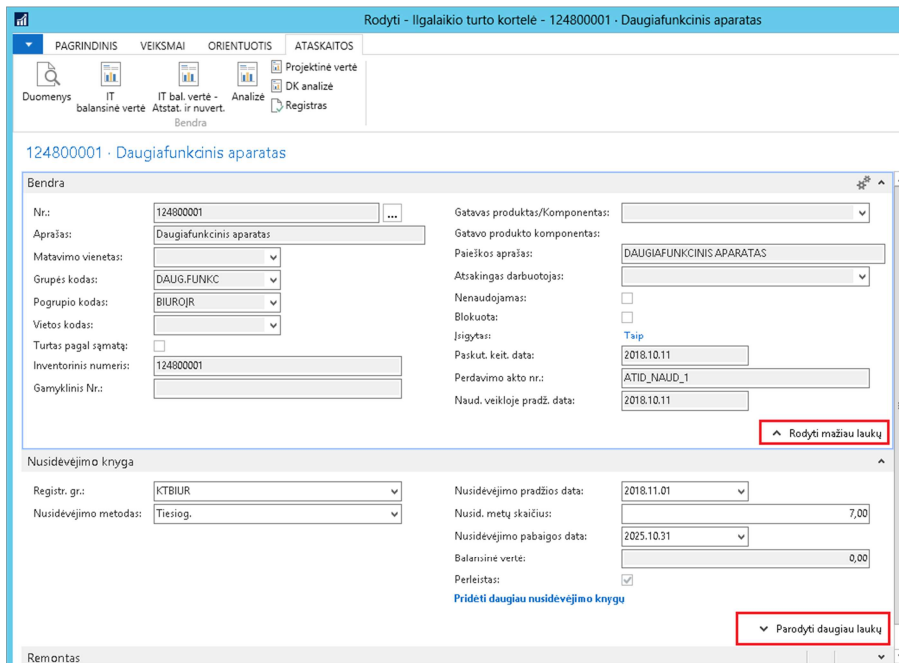 Rodyti - Ilgalaikio turto kortelė - 124800001 · Daugiafunkcinis aparatas
PAGRINDINIS VEIKSMAI ORIENTUOTIS ATASKAITOS
Duomenys
IT balansinė vertė
IT bal. vertė - Atstat. ir nuvert.
Analizė
Projektinė vertė
DK analizė
Registras
Bendra
124800001 · Daugiafunkcinis aparatas
Bendra
Nr.: 124800001 ...
Aprašas: Daugiafunkcinis aparatas
Matavimo vienetas:
Grupės kodas: DAUG.FUNKC
Pogrupio kodas: BIUROĮR
Vietos kodas:
Turtas pagal sąmatą:
Inventorinis numeris: 124800001
Gamyklinis Nr.:
Gatavas produktas/Komponentas:
Gatavo produkto komponentas:
Paieškos aprašas: DAUGIAFUNKCINIS APARATAS
Atsakingas darbuotojas:
Nenaudojamas:
Blokuota:
Įsigytas: Taip
Paskut. keit. data: 2018.10.11
Perdavimo akto nr.: ATID_NAUD_1
Naud. veikloje pradž. data: 2018.10.11
Rodyti mažiau laukų
Nusidėvėjimo knyga
Registr. gr.: KTBIUR
Nusidėvėjimo metodas: Tiesiog.
Nusidėvėjimo pradžios data: 2018.11.01
Nusid. metų skaičius: 7,00
Nusidėvėjimo pabaigos data: 2025.10.31
Balansinė vertė: 0,00
Perleistas:
Pridėti daugiau nusidėvėjimo knygų
Parodyti daugiau laukų
Remontas